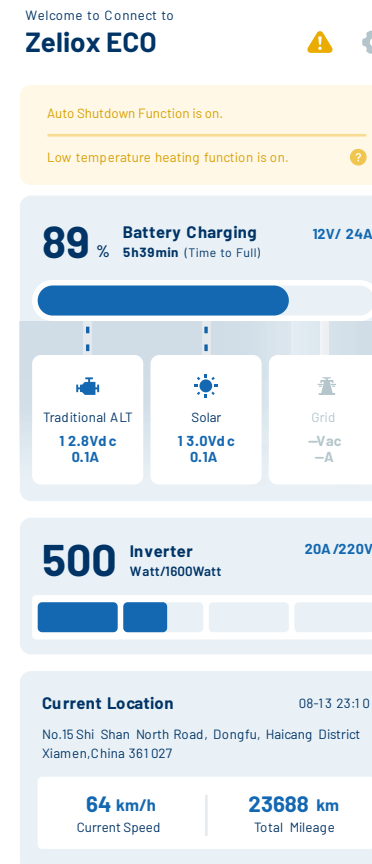 Welcome to Connect to
Zeliox ECO
Auto Shutdown Function is on.
Low temperature heating function is on.
?
89 %
Battery Charging
12V/ 24A
5h39min (Time to Full)
Traditional ALT
12.8Vdc
0.1A
Solar
13.0Vdc
0.1A
Grid
--Vac
--A
500
Inverter
20A/220V
Watt/1600Watt
Current Location
08-13 23:10
No.15 Shi Shan North Road, Dongfu, Haicang District
Xiamen,China 361027
64 km/h
Current Speed
23688 km
Total Mileage